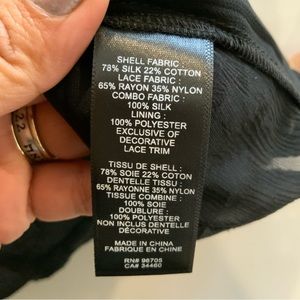 SHELL FABRIC :
78% SILK 22% COTTON
LACE FABRIC :
65% RAYON 35% NYLON
COMBO FABRIC :
100% SILK
LINING :
100% POLYESTER
EXCLUSIVE OF
DECORATIVE
LACE TRIM
TISSU DE SHELL :
78% SOIE 22% COTON
DENTELLE TISSU :
65% RAYONNE 35% NYLON
TISSUE COMBINE :
100% SOIE
DOUBLURE :
100% POLYESTER
NON INCLUS DENTELLE
DÉCORATIVE
MADE IN CHINA
FABRIQUE EN CHINE
RN# 96705
CA# 34460